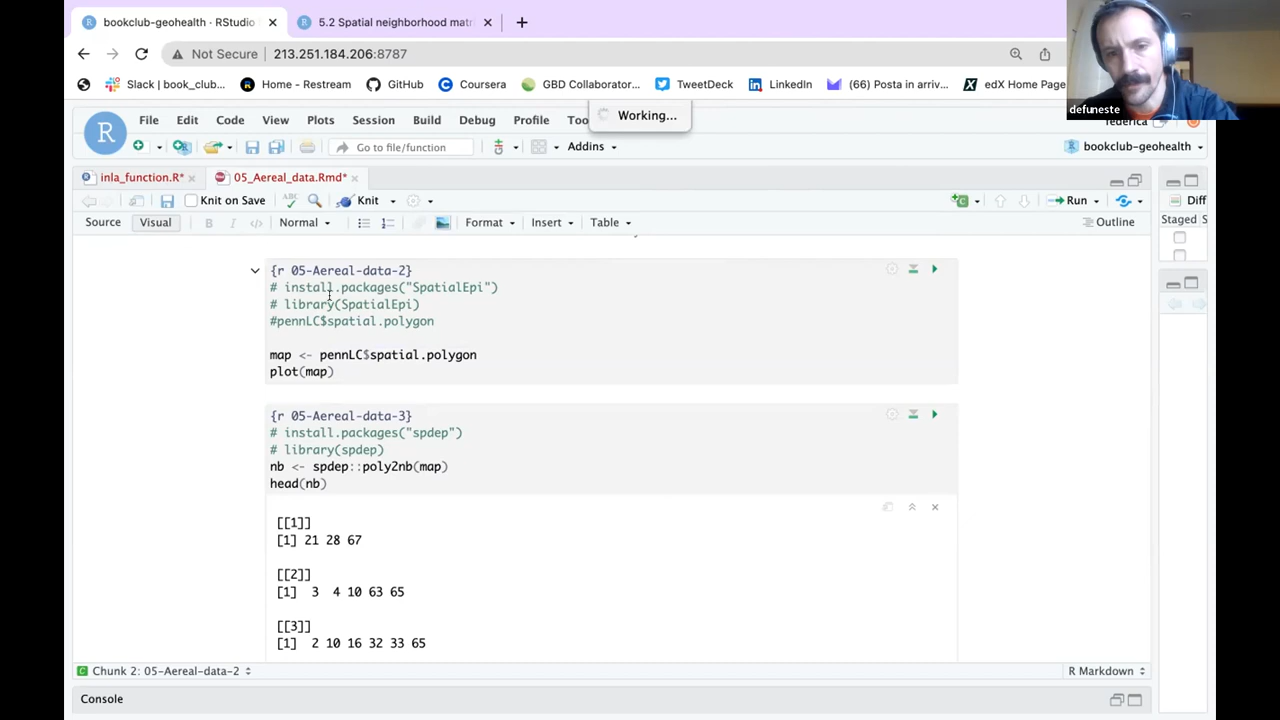 bookclub-geohealth · RStudio
5.2 Spatial neighborhood mat
Not Secure 213.251.184.206:8787
Slack | book_club...
Home - Restream
GitHub
Coursera
GBD Collaborator...
TweetDeck
LinkedIn
(66) Posta in arriv...
edX Home Page
defuneste
federica
Working...
R
File Edit Code View Plots Session Build Debug Profile Too
Go to file/function
Addins
bookclub-geohealth
inla_function.R*
05_Aereal_data.Rmd*
Knit on Save
ABC
Knit
Run
Diff
Source Visual B I </> Normal Format Insert Table Outline
Staged S
{r 05-Aereal-data-2}
# install.packages("SpatialEpi")
# library(SpatialEpi)
#pennLC$spatial.polygon
map <- pennLC$spatial.polygon
plot(map)
{r 05-Aereal-data-3}
# install.packages("spdep")
# library(spdep)
nb <- spdep::poly2nb(map)
head(nb)
[[1]]
[1] 21 28 67
[[2]]
[1]  3  4 10 63 65
[[3]]
[1]  2 10 16 32 33 65
Chunk 2: 05-Aereal-data-2
R Markdown
Console